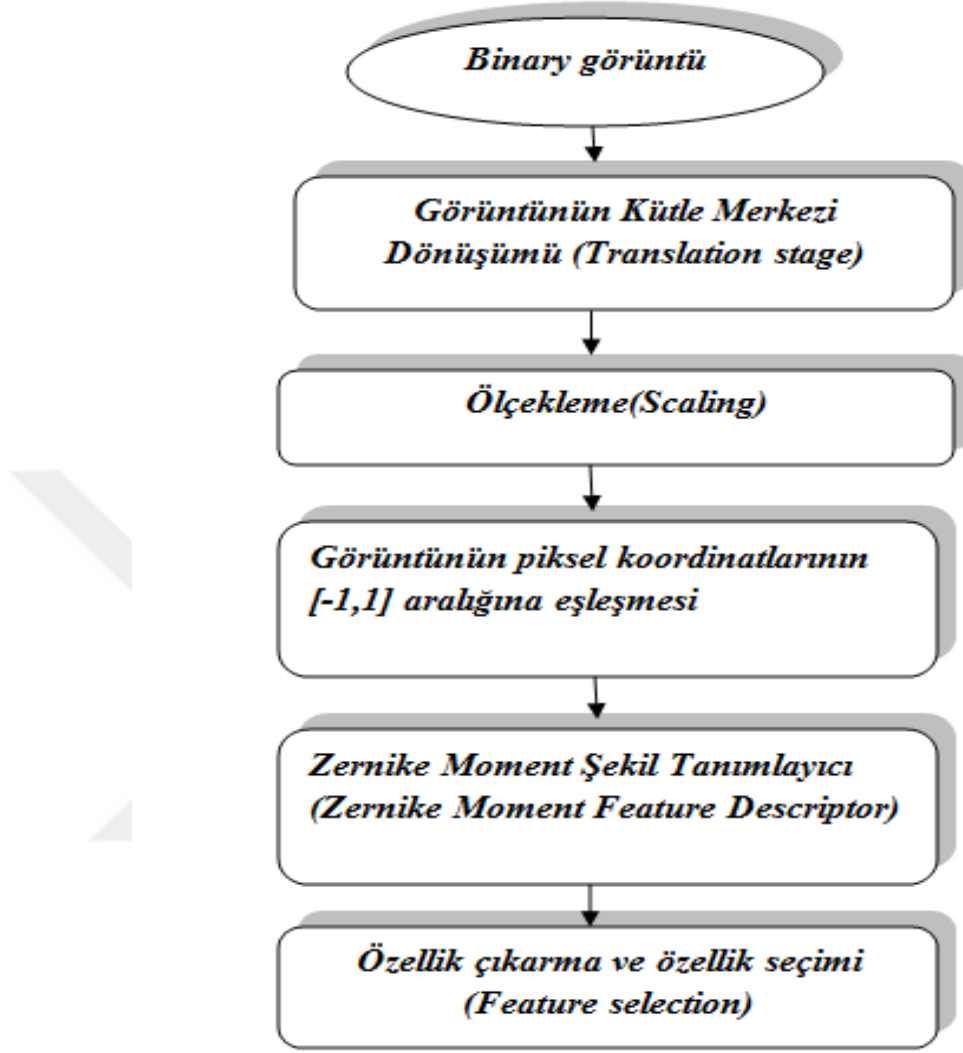 Binary görüntü
Görüntünün Kütle Merkezi
Dönüşümü (Translation stage)
Ölçekleme(Scaling)
Görüntünün piksel koordinatlarının
[-1,1] aralığına eşleşmesi
Zernike Moment Şekil Tanımlayıcı
(Zernike Moment Feature Descriptor)
Özellik çıkarma ve özellik seçimi
(Feature selection)